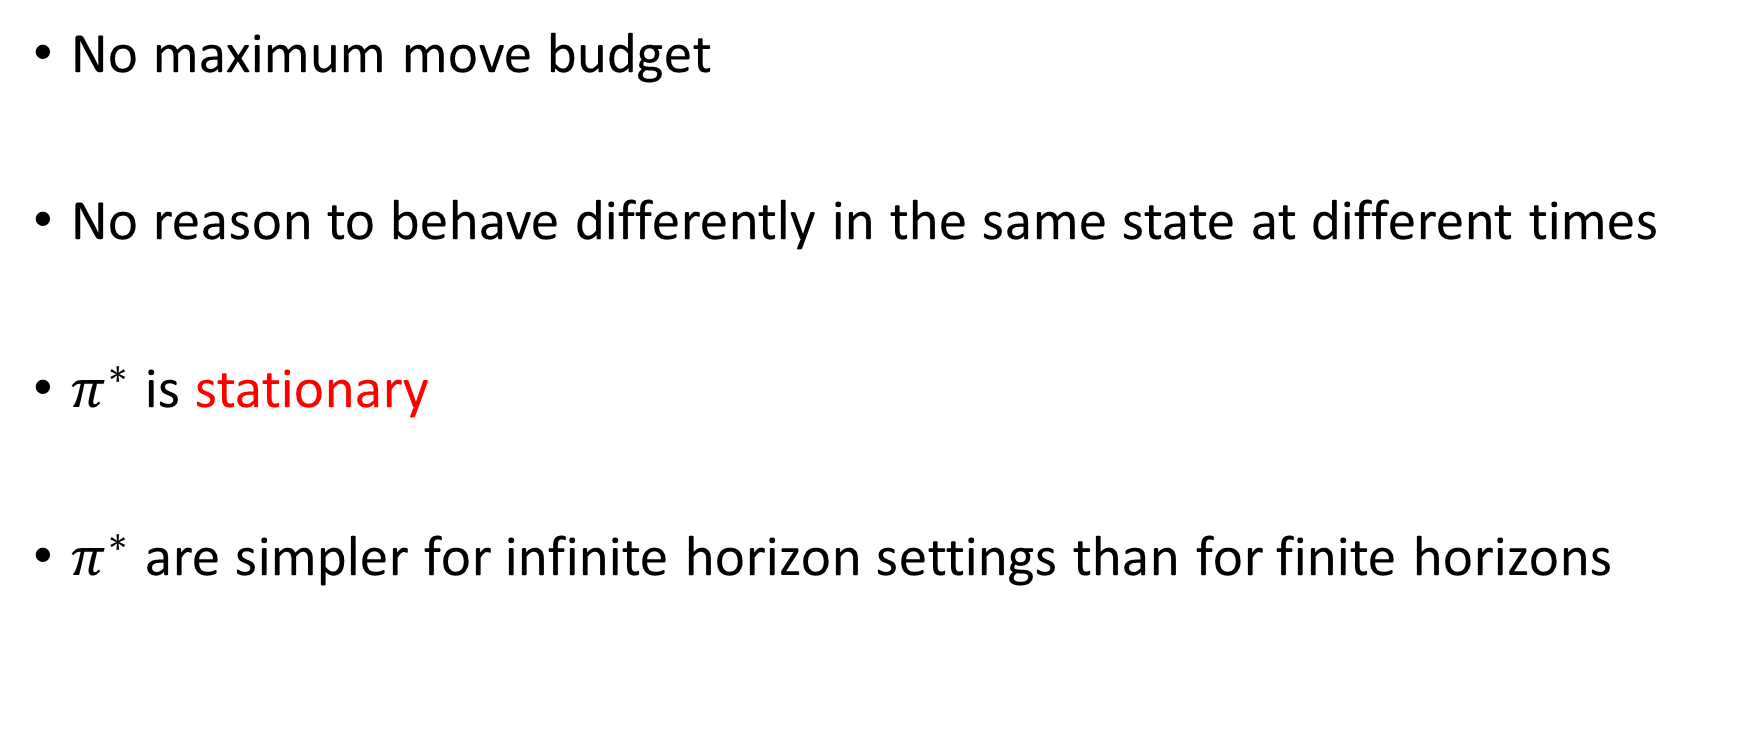 • No maximum move budget
• No reason to behave differently in the same state at different times
• π* is stationary
• π* are simpler for infinite horizon settings than for finite horizons